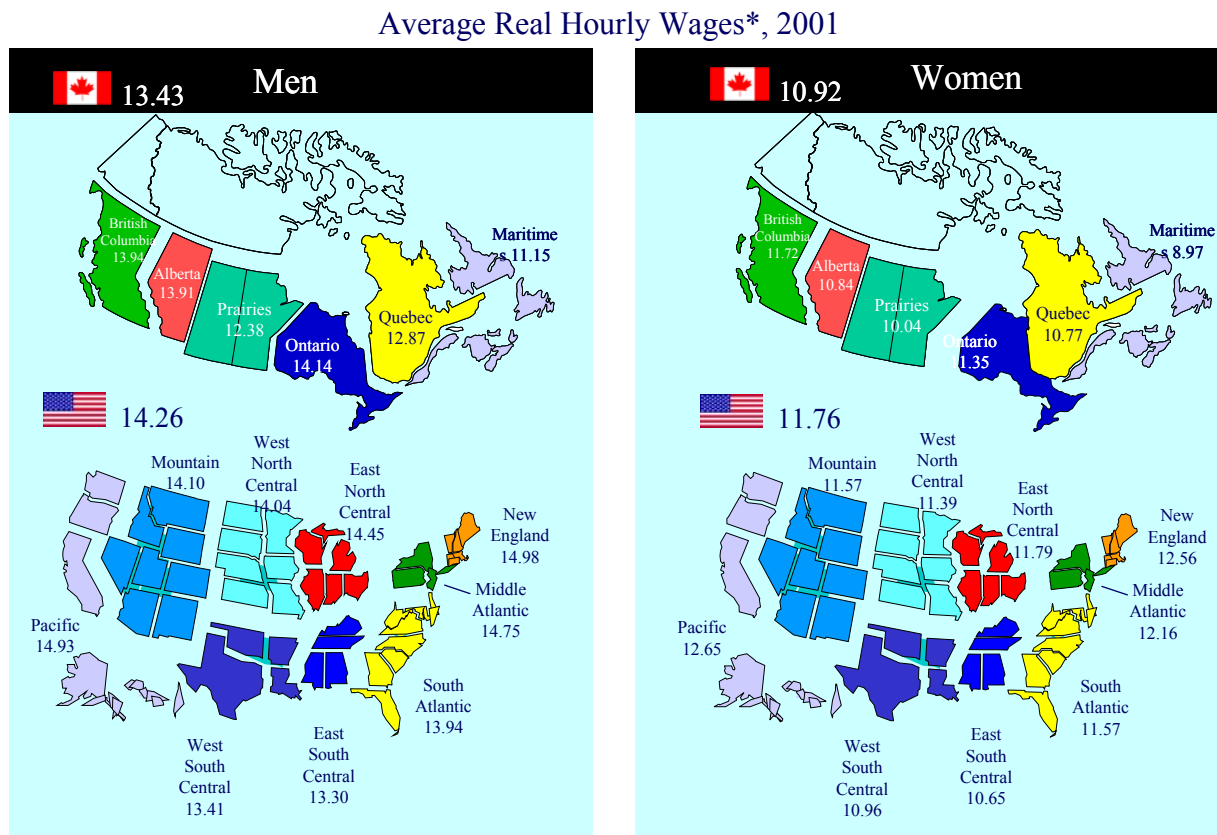 Average Real Hourly Wages*, 2001
13.43
Men
British
Columbia
13.94
Alberta
13.91
Prairies
12.38
Ontario
14.14
Quebec
12.87
Maritime
s 11.15
14.26
Mountain
14.10
West
North
Central
14.04
East
North
Central
14.45
New
England
14.98
Middle
Atlantic
14.75
Pacific
14.93
South
Atlantic
13.94
West
South
Central
13.41
East
South
Central
13.30
10.92
Women
British
Columbia
11.72
Alberta
10.84
Prairies
10.04
Ontario
11.35
Quebec
10.77
Maritime
s 8.97
11.76
Mountain
11.57
West
North
Central
11.39
East
North
Central
11.79
New
England
12.56
Middle
Atlantic
12.16
Pacific
12.65
South
Atlantic
11.57
West
South
Central
10.96
East
South
Central
10.65